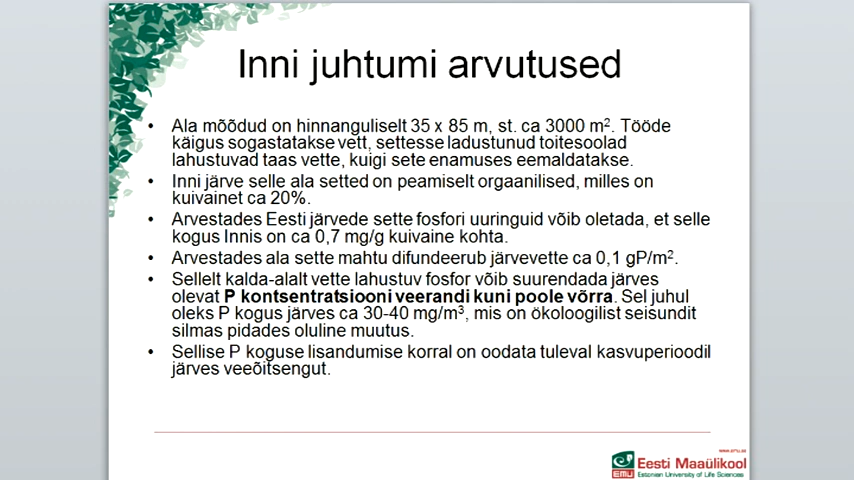 Inni juhtumi arvutused
• Ala mõõdud on hinnanguliselt 35 x 85 m, st. ca 3000 m². Tööde
käigus sogastatakse vett, settesse ladustunud toitesoolad
lahustuvad taas vette, kuigi sete enamuses eemaldatakse.
• Inni järve selle ala setted on peamiselt orgaanilised, milles on
kuivainet ca 20%.
• Arvestades Eesti järvede sette fosfori uuringuid võib oletada, et selle
kogus Innis on ca 0,7 mg/g kuivaine kohta.
• Arvestades ala sette mahtu difundeerub järvevette ca 0,1 gP/m².
• Sellelt kalda-alalt vette lahustuv fosfor võib suurendada järves
olevat P kontsentratsiooni veerandi kuni poole võrra. Sel juhul
oleks P kogus järves ca 30-40 mg/m³, mis on ökoloogilist seisundit
silmas pidades oluline muutus.
• Sellise P koguse lisandumise korral on oodata tuleval kasvuperioodil
järves veeõitsengut.
www.emu.ee
EMU
Eesti Maaülikool
Estonian University of Life Sciences